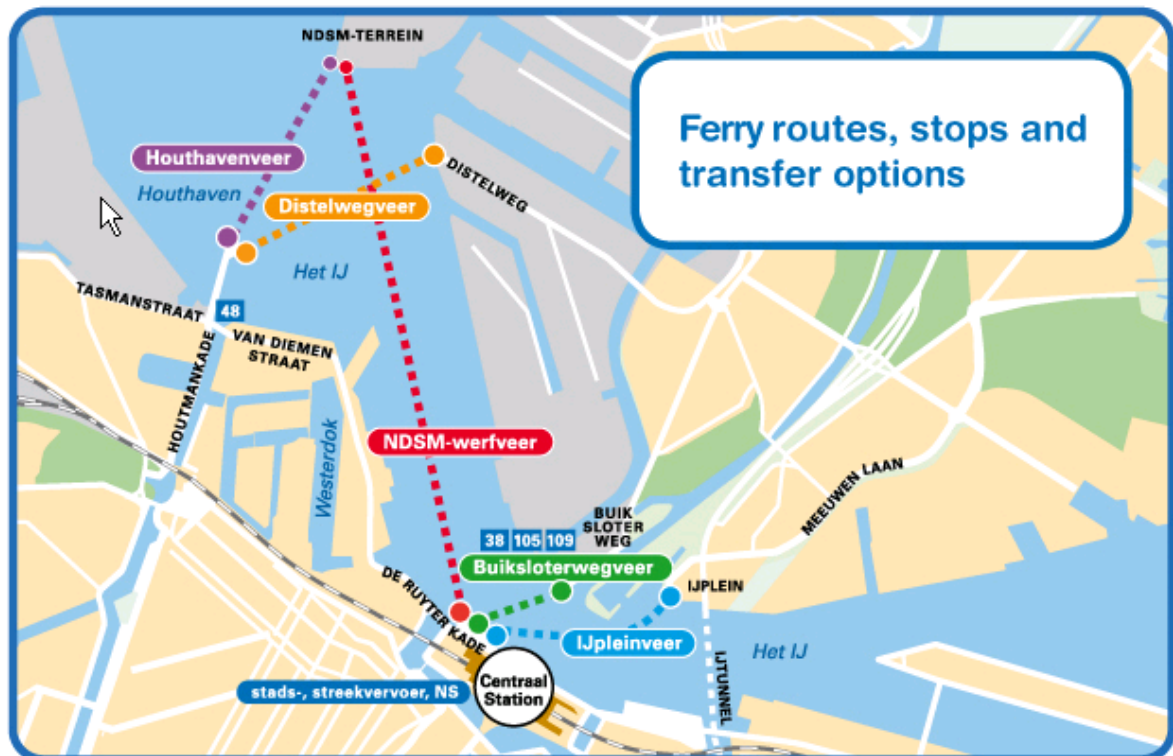 NDSM-TERREIN
Ferry routes, stops and
transfer options
Houthavenveer
Houthaven
DISTELWEG
Distelwegveer
Het IJ
TASMANSTRAAT
48
VAN DIEMEN
STRAAT
HOUTMANKADE
NDSM-werfveer
Westerdok
MEEUWEN LAAN
BUIK
SLOTER
WEG
38 105 109
Buiksloterwegveer
DE RUYTER KADE
IJPLEIN
IJpleinveer
Het IJ
IJTUNNEL
Centraal
Station
stads-, streekvervoer, NS